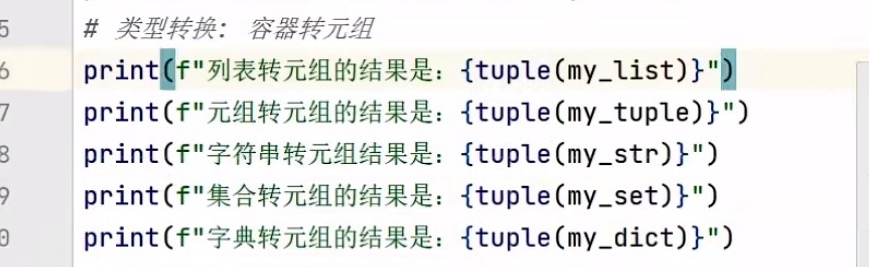 5 # 类型转换: 容器转元组
6 print(f"列表转元组的结果是：{tuple(my_list)}")
7 print(f"元组转元组的结果是：{tuple(my_tuple)}")
8 print(f"字符串转元组结果是：{tuple(my_str)}")
9 print(f"集合转元组的结果是：{tuple(my_set)}")
0 print(f"字典转元组的结果是：{tuple(my_dict)}")